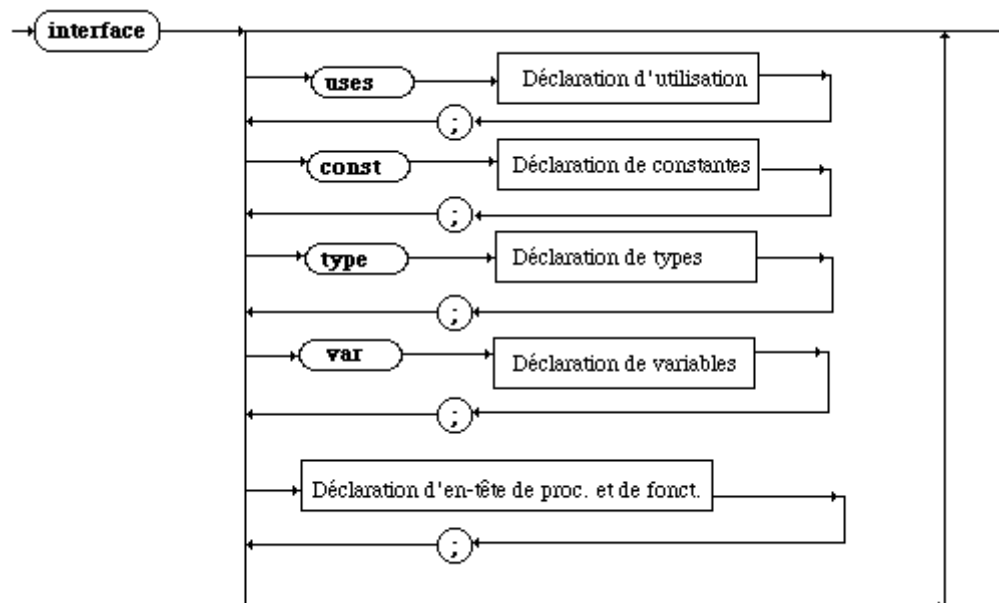 interface
uses
Déclaration d'utilisation
;
const
Déclaration de constantes
;
type
Déclaration de types
;
var
Déclaration de variables
;
Déclaration d'en-tête de proc. et de fonct.
;